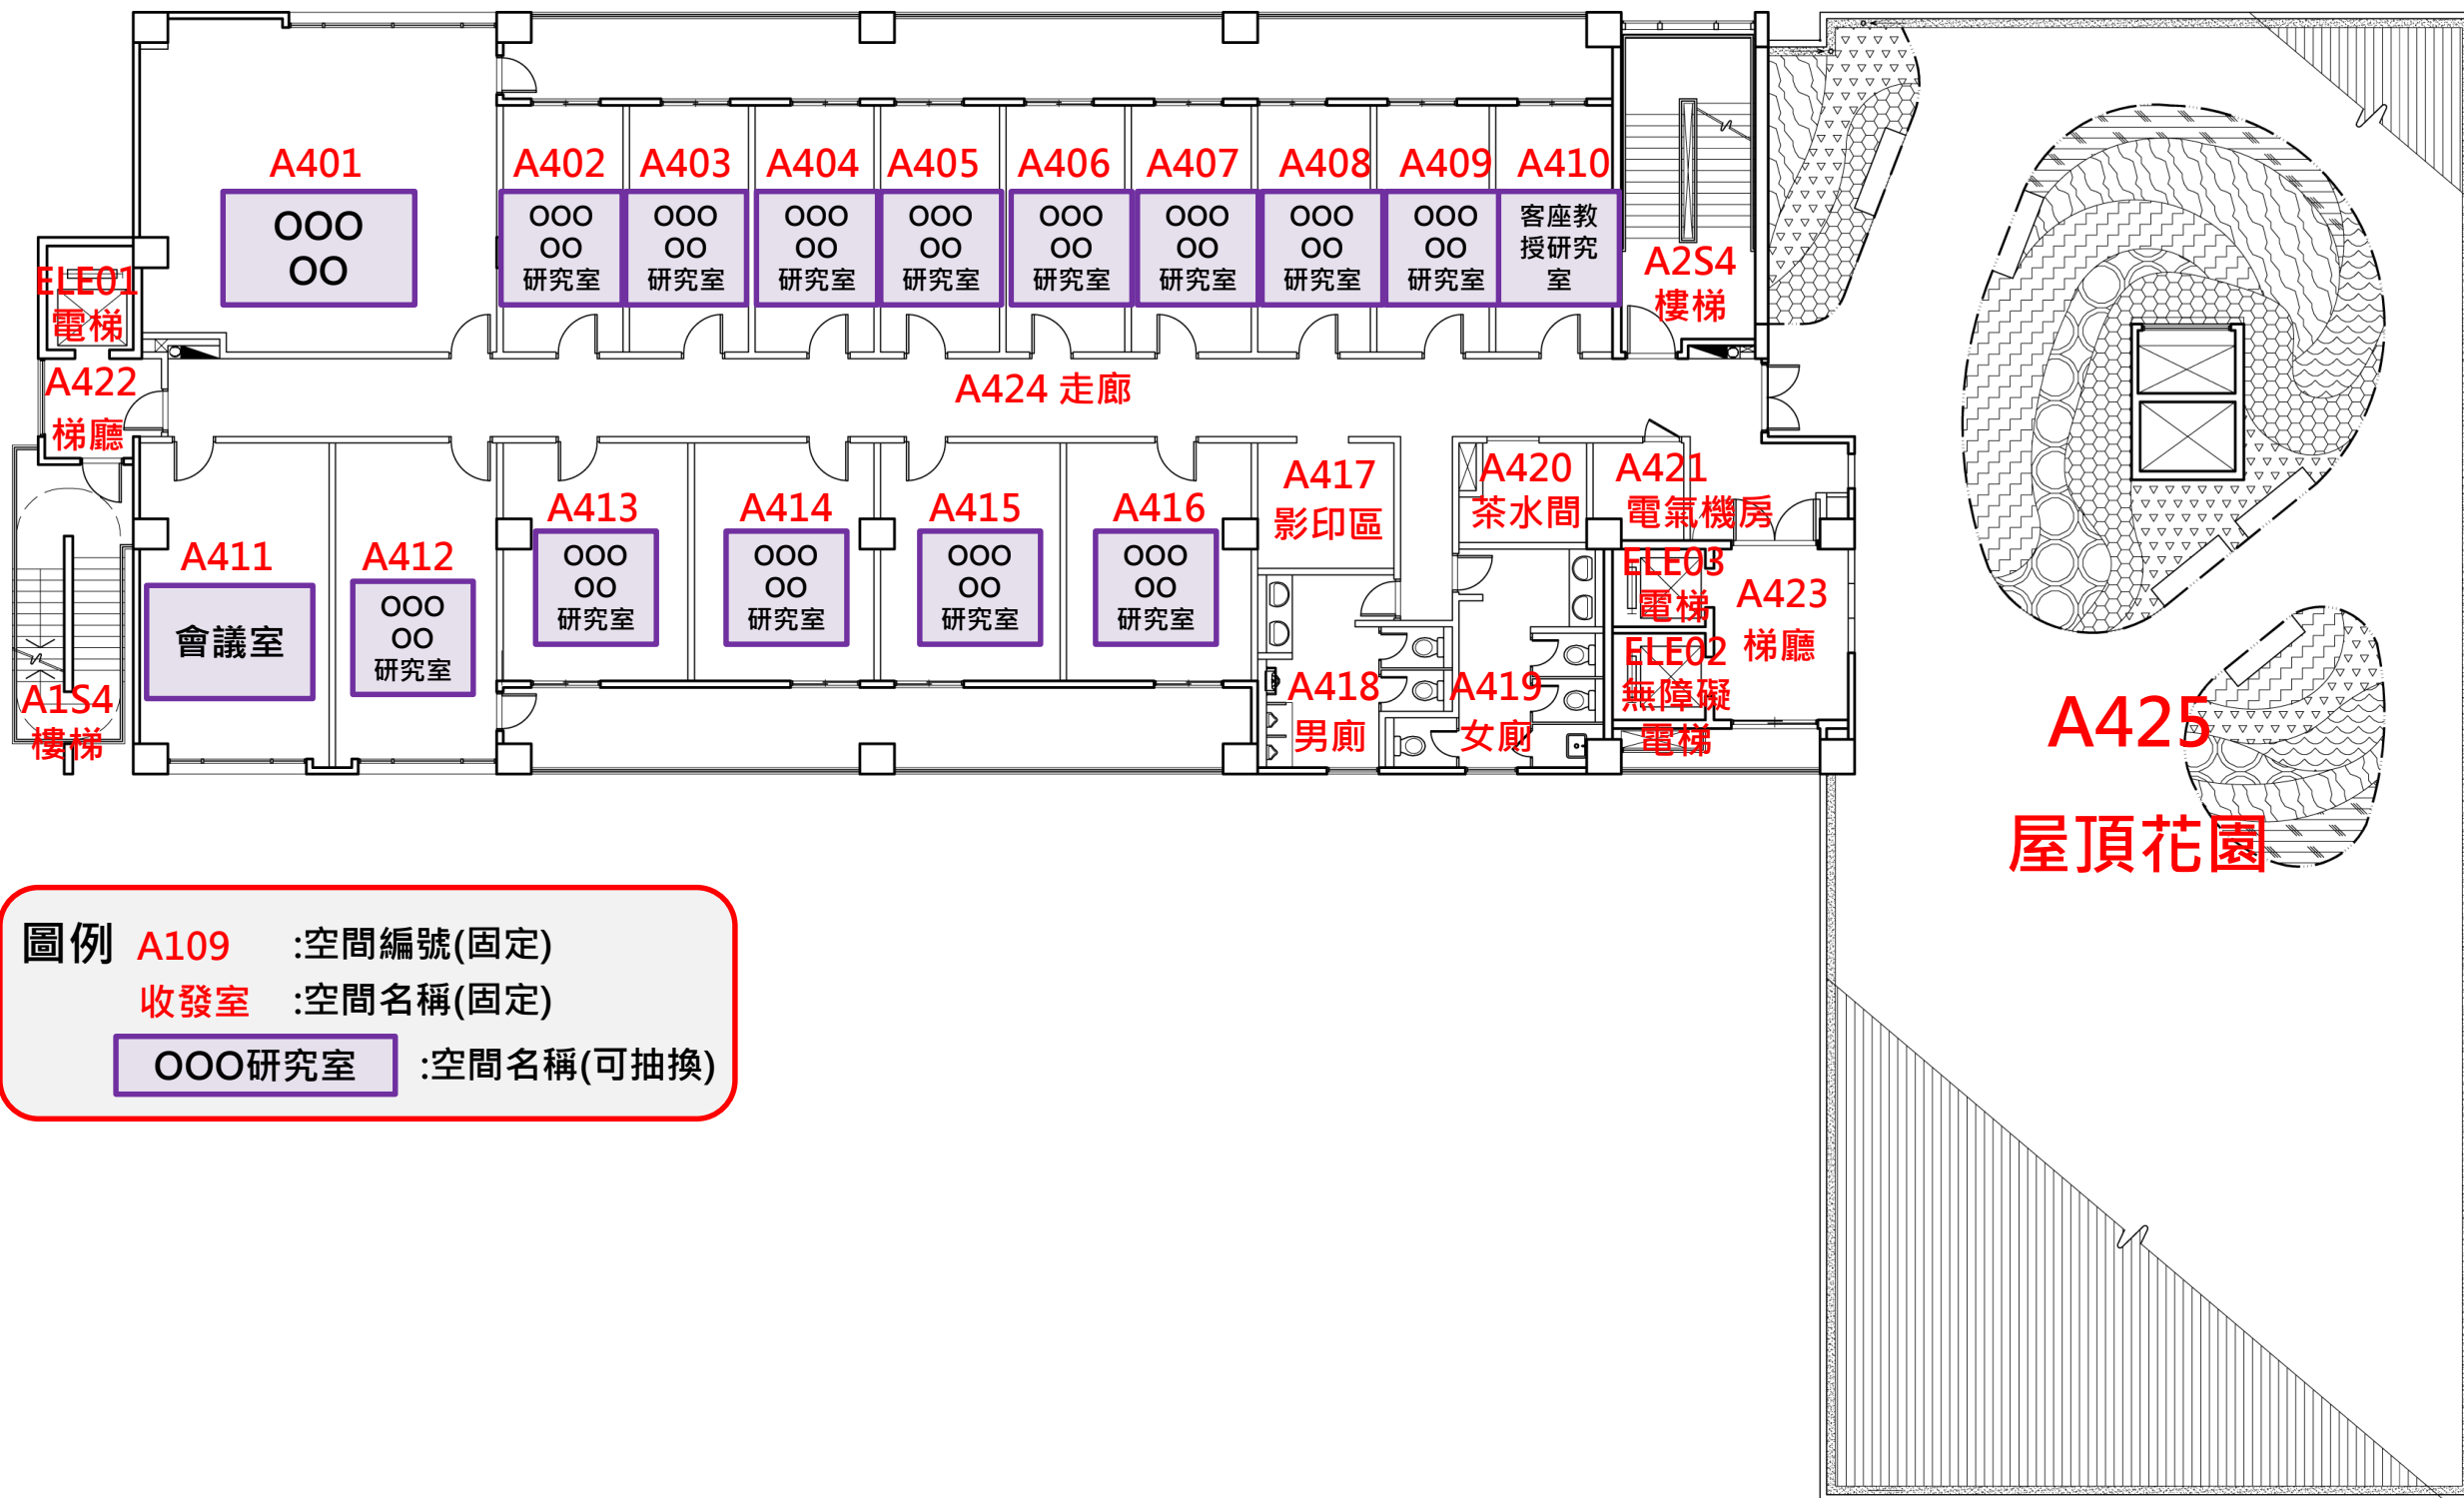 A401
OOO
OO
A402
OOO
OO
研究室
A403
OOO
OO
研究室
A404
OOO
OO
研究室
A405
OOO
OO
研究室
A406
OOO
OO
研究室
A407
OOO
OO
研究室
A408
OOO
OO
研究室
A409
OOO
OO
研究室
A410
客座教
授研究
室
A2S4
樓梯
ELE01
電梯
A422
梯廳
A424 走廊
A411
會議室
A412
OOO
OO
研究室
A413
OOO
OO
研究室
A414
OOO
OO
研究室
A415
OOO
OO
研究室
A416
OOO
OO
研究室
A417
影印區
A420
茶水間
A421
電氣機房
ELE03
電梯
A423
梯廳
ELE02
無障礙
電梯
A418
男廁
A419
女廁
A1S4
樓梯
A425
屋頂花園
圖例
A109 :空間編號(固定)
收發室 :空間名稱(固定)
OOO研究室 :空間名稱(可抽換)